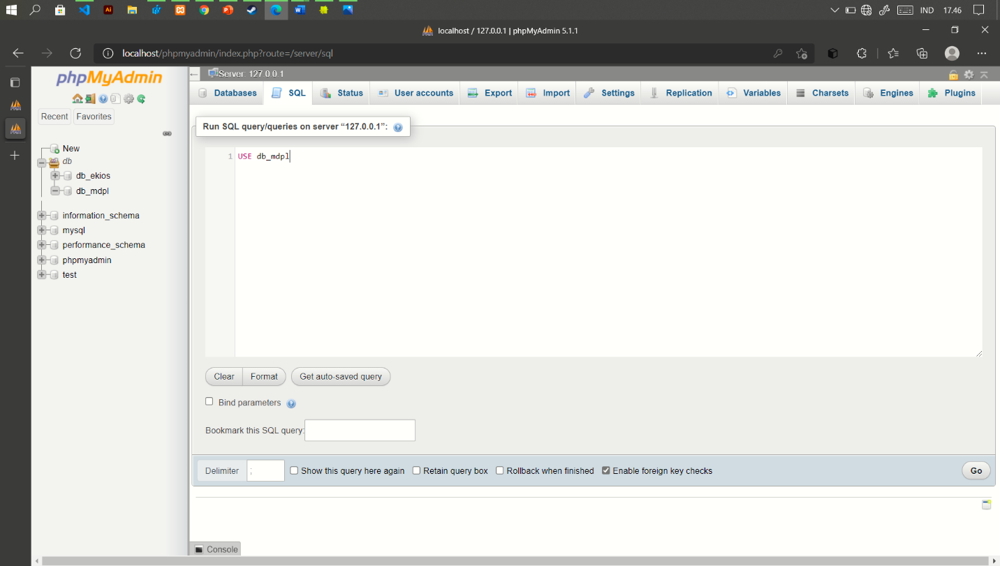 IND
17.46
localhost / 127.0.0.1 | phpMyAdmin 5.1.1
localhost/phpmyadmin/index.php?route=/server/sql
phpMyAdmin
Recent
Favorites
New
db
db_ekios
db_mdpl
information_schema
mysql
performance_schema
phpmyadmin
test
Server: 127.0.0.1
Databases
SQL
Status
User accounts
Export
Import
Settings
Replication
Variables
Charsets
Engines
Plugins
Run SQL query/queries on server “127.0.0.1”:
1 USE db_mdpl
Clear
Format
Get auto-saved query
Bind parameters
Bookmark this SQL query:
Delimiter
;
Show this query here again
Retain query box
Rollback when finished
Enable foreign key checks
Go
Console